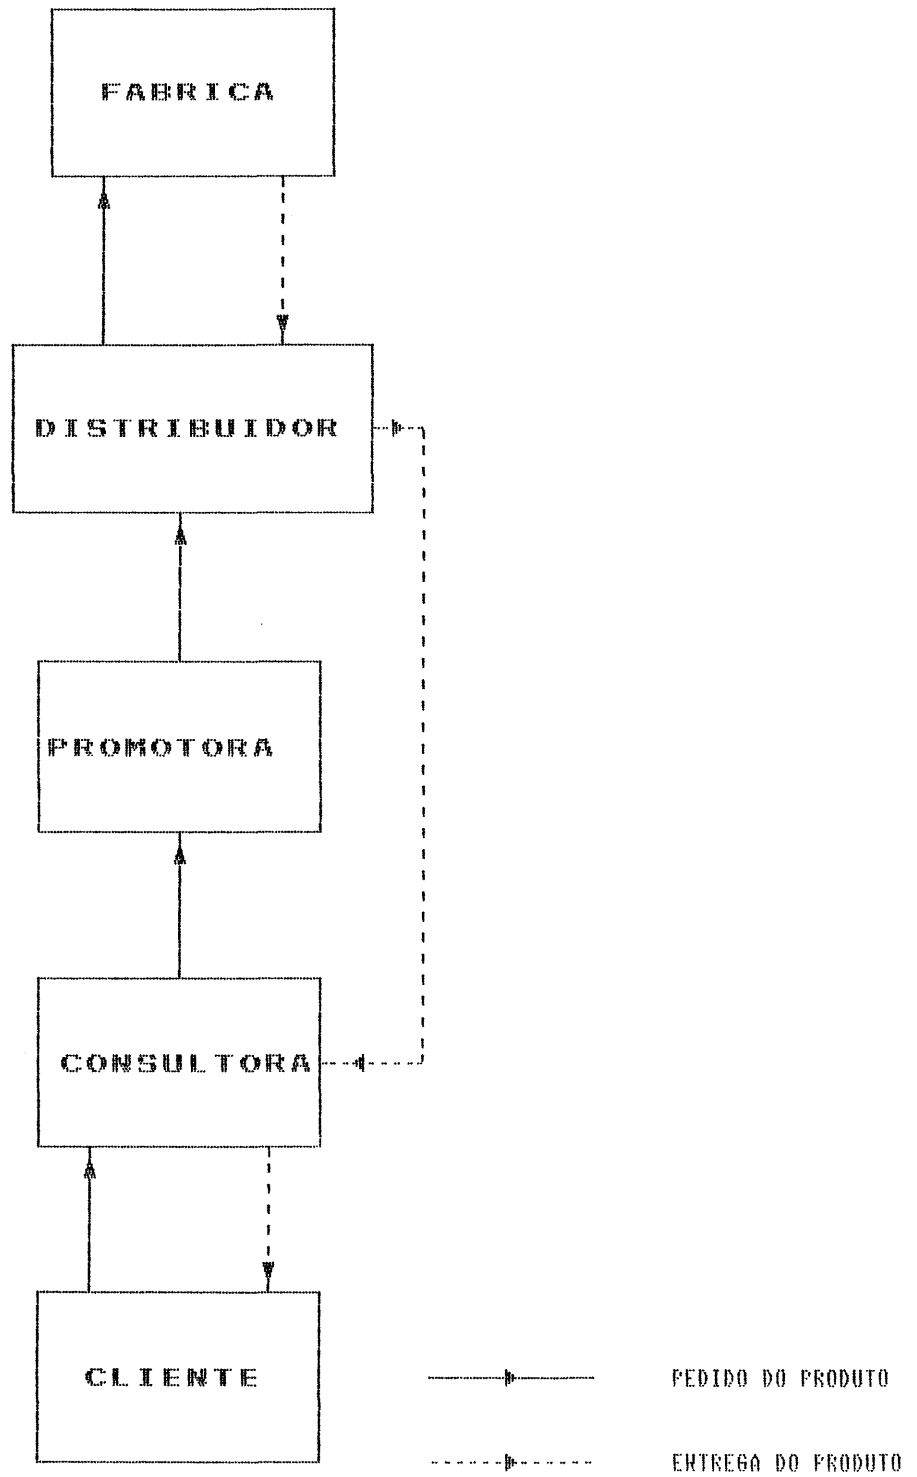 FABRICA
DISTRIBUIDOR
PROMOTORA
CONSULTORA
CLIENTE
PEDIDO DO PRODUTO
ENTREGA DO PRODUTO